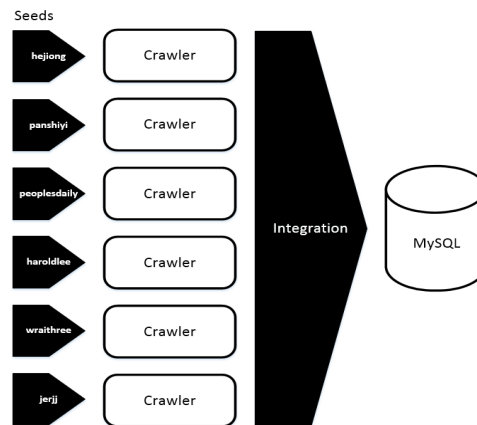 Seeds
hejiong
Crawler
panshiyi
Crawler
peoplesdaily
Crawler
Integration
MySQL
haroldlee
Crawler
wraithree
Crawler
jerjj
Crawler